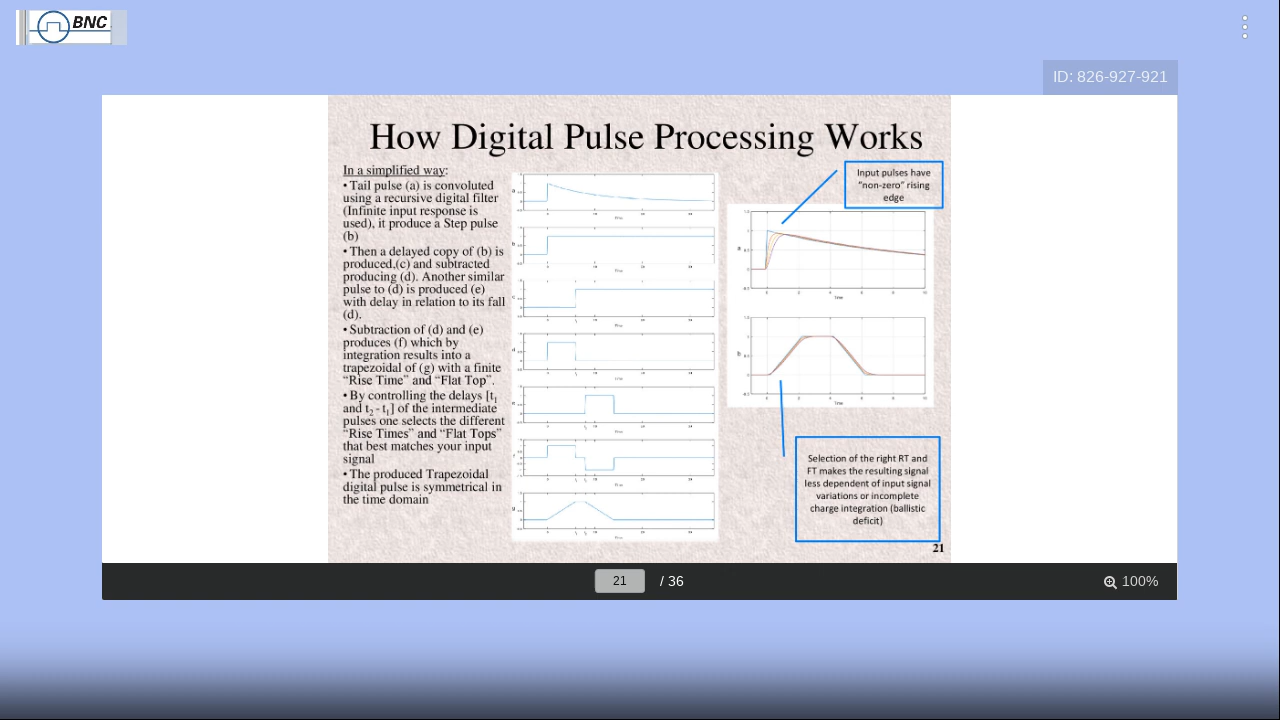 BNC
ID: 826-927-921
How Digital Pulse Processing Works
In a simplified way:
• Tail pulse (a) is convoluted
using a recursive digital filter
(Infinite input response is
used), it produce a Step pulse
(b)
• Then a delayed copy of (b) is
produced,(c) and subtracted
producing (d). Another similar
pulse to (d) is produced (e)
with delay in relation to its fall
(d).
• Subtraction of (d) and (e)
produces (f) which by
integration results into a
trapezoidal of (g) with a finite
“Rise Time” and “Flat Top”.
• By controlling the delays [t1
and t2 - t1] of the intermediate
pulses one selects the different
“Rise Times” and “Flat Tops”
that best matches your input
signal
• The produced Trapezoidal
digital pulse is symmetrical in
the time domain
Input pulses have
“non-zero” rising
edge
Time
Time
Selection of the right RT and
FT makes the resulting signal
less dependent of input signal
variations or incomplete
charge integration (ballistic
deficit)
21
21 / 36
100%